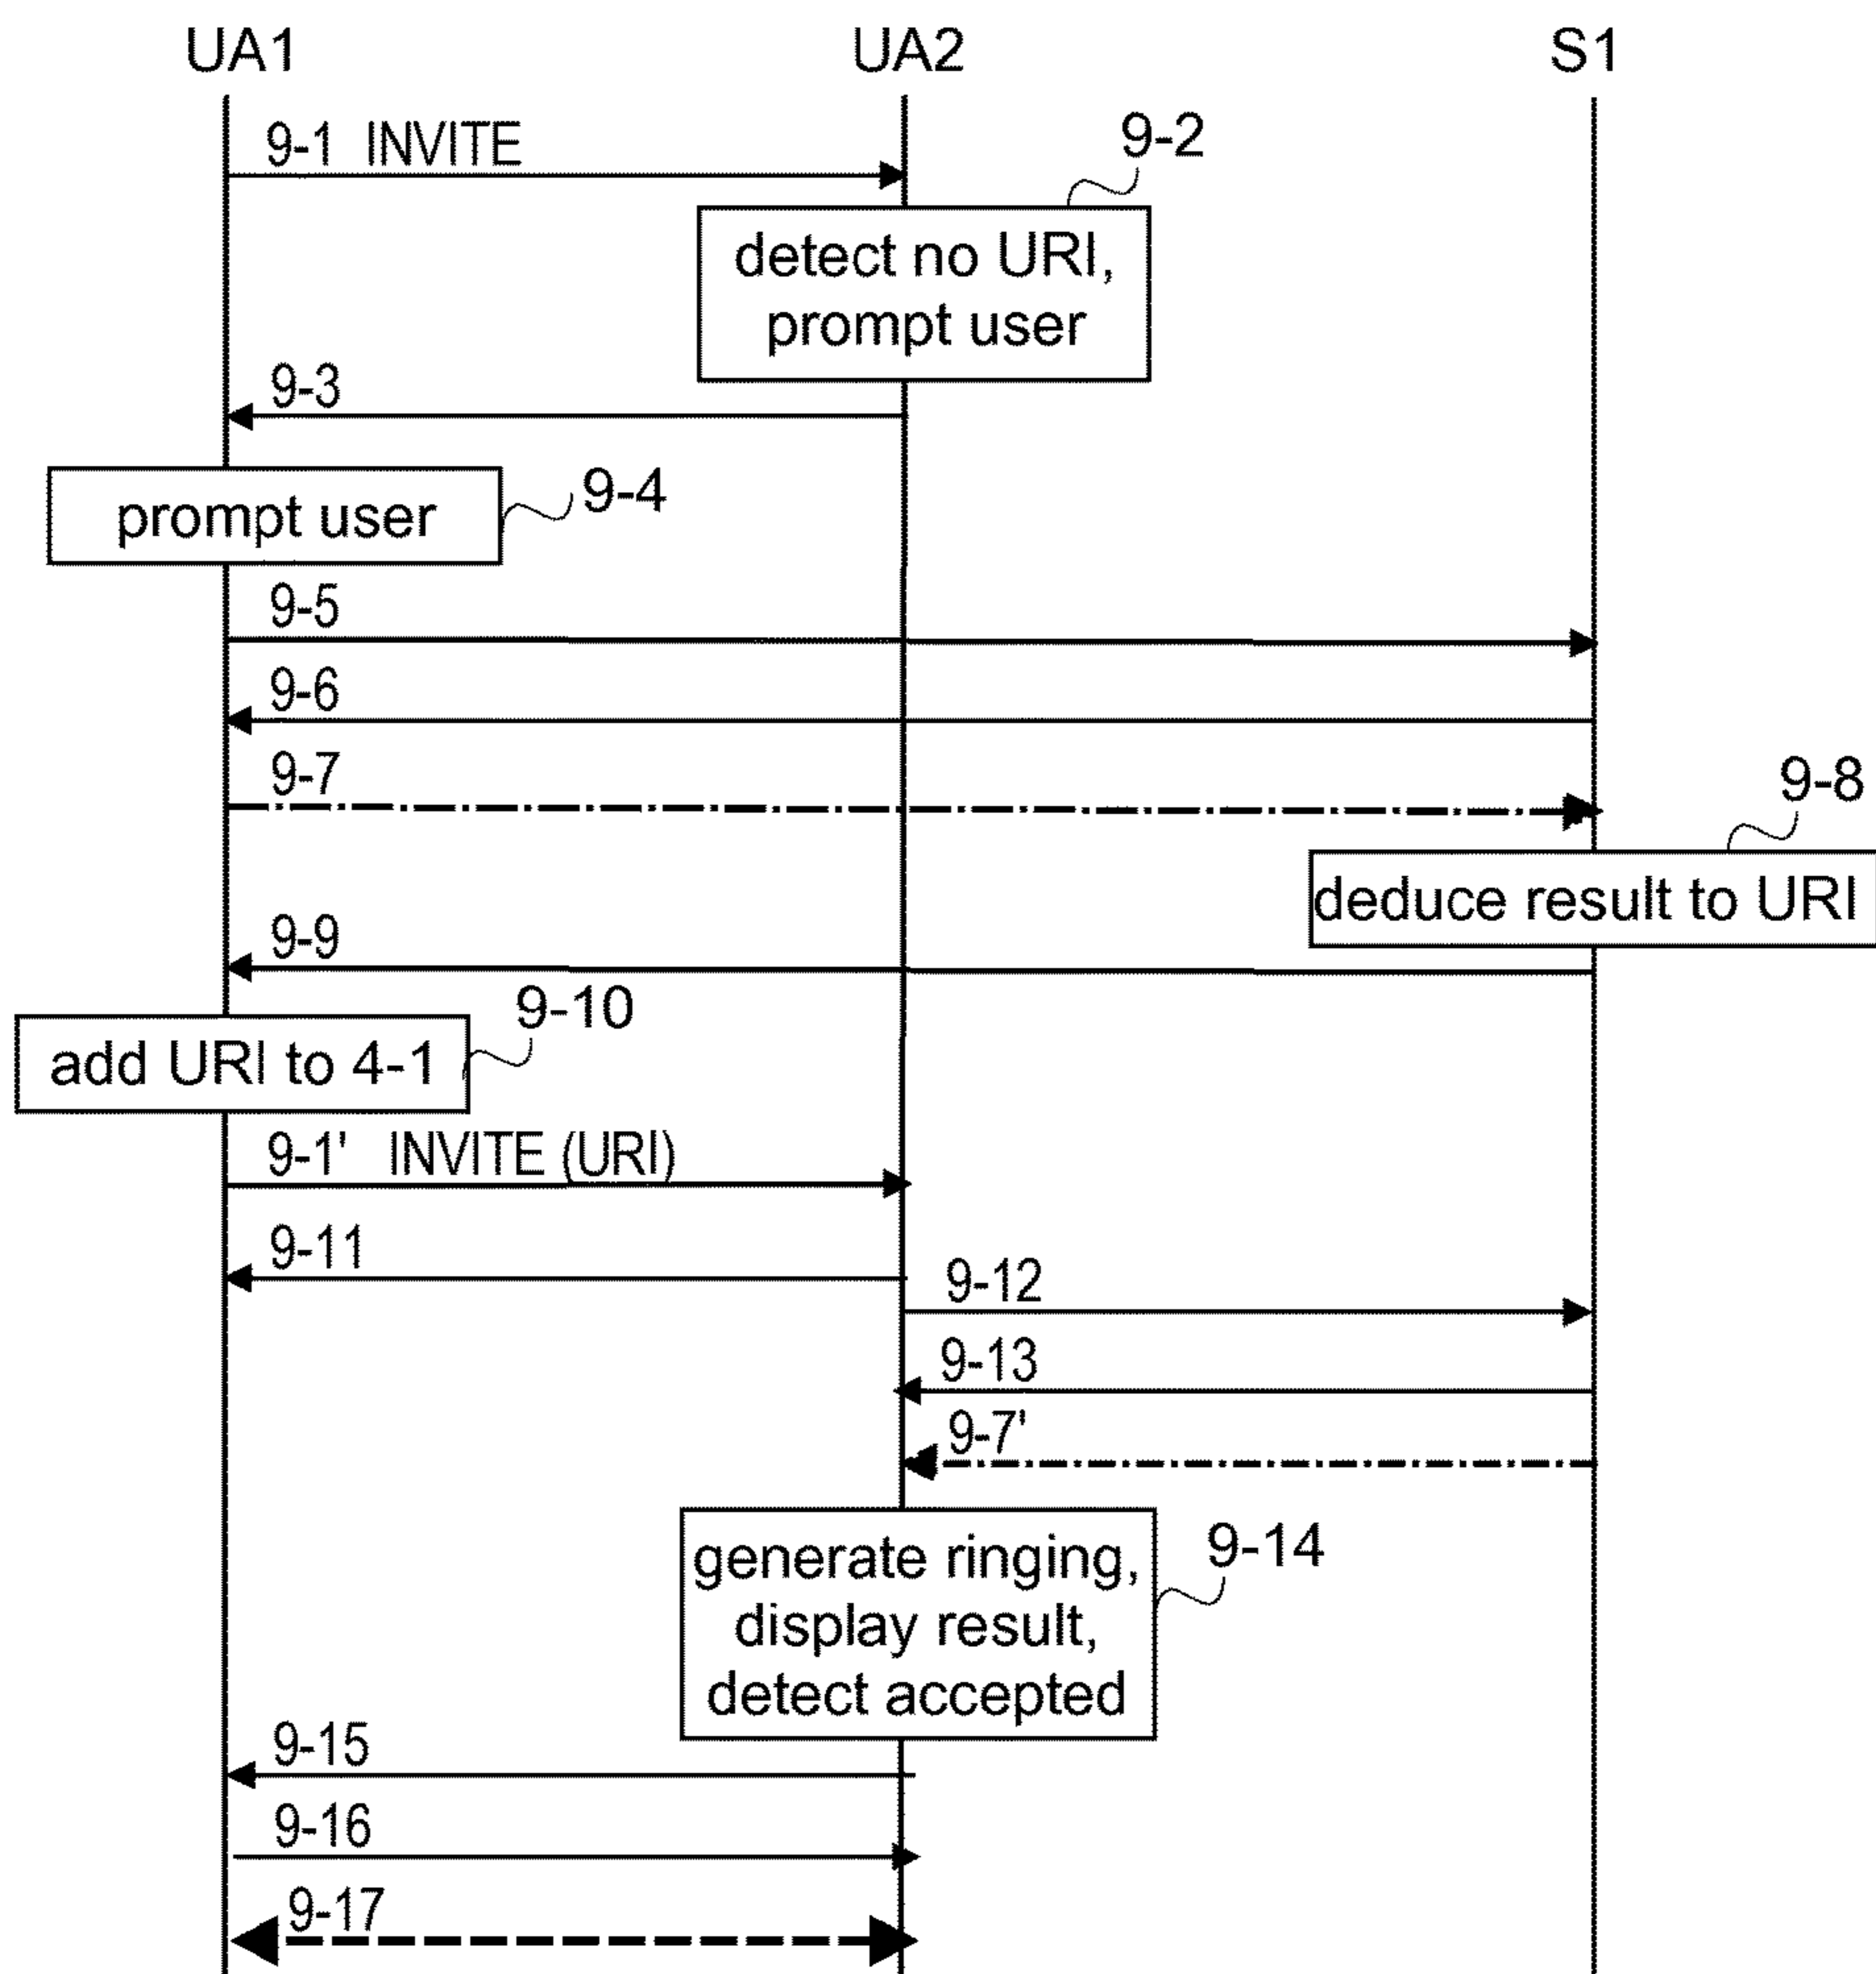 UA1
UA2
S1
9-1 INVITE
9-2
detect no URI,
prompt user
9-3
prompt user
9-4
9-5
9-6
9-7
9-8
deduce result to URI
9-9
9-10
add URI to 4-1
9-1' INVITE (URI)
9-11
9-12
9-13
9-7'
generate ringing,
display result,
detect accepted
9-14
9-15
9-16
9-17